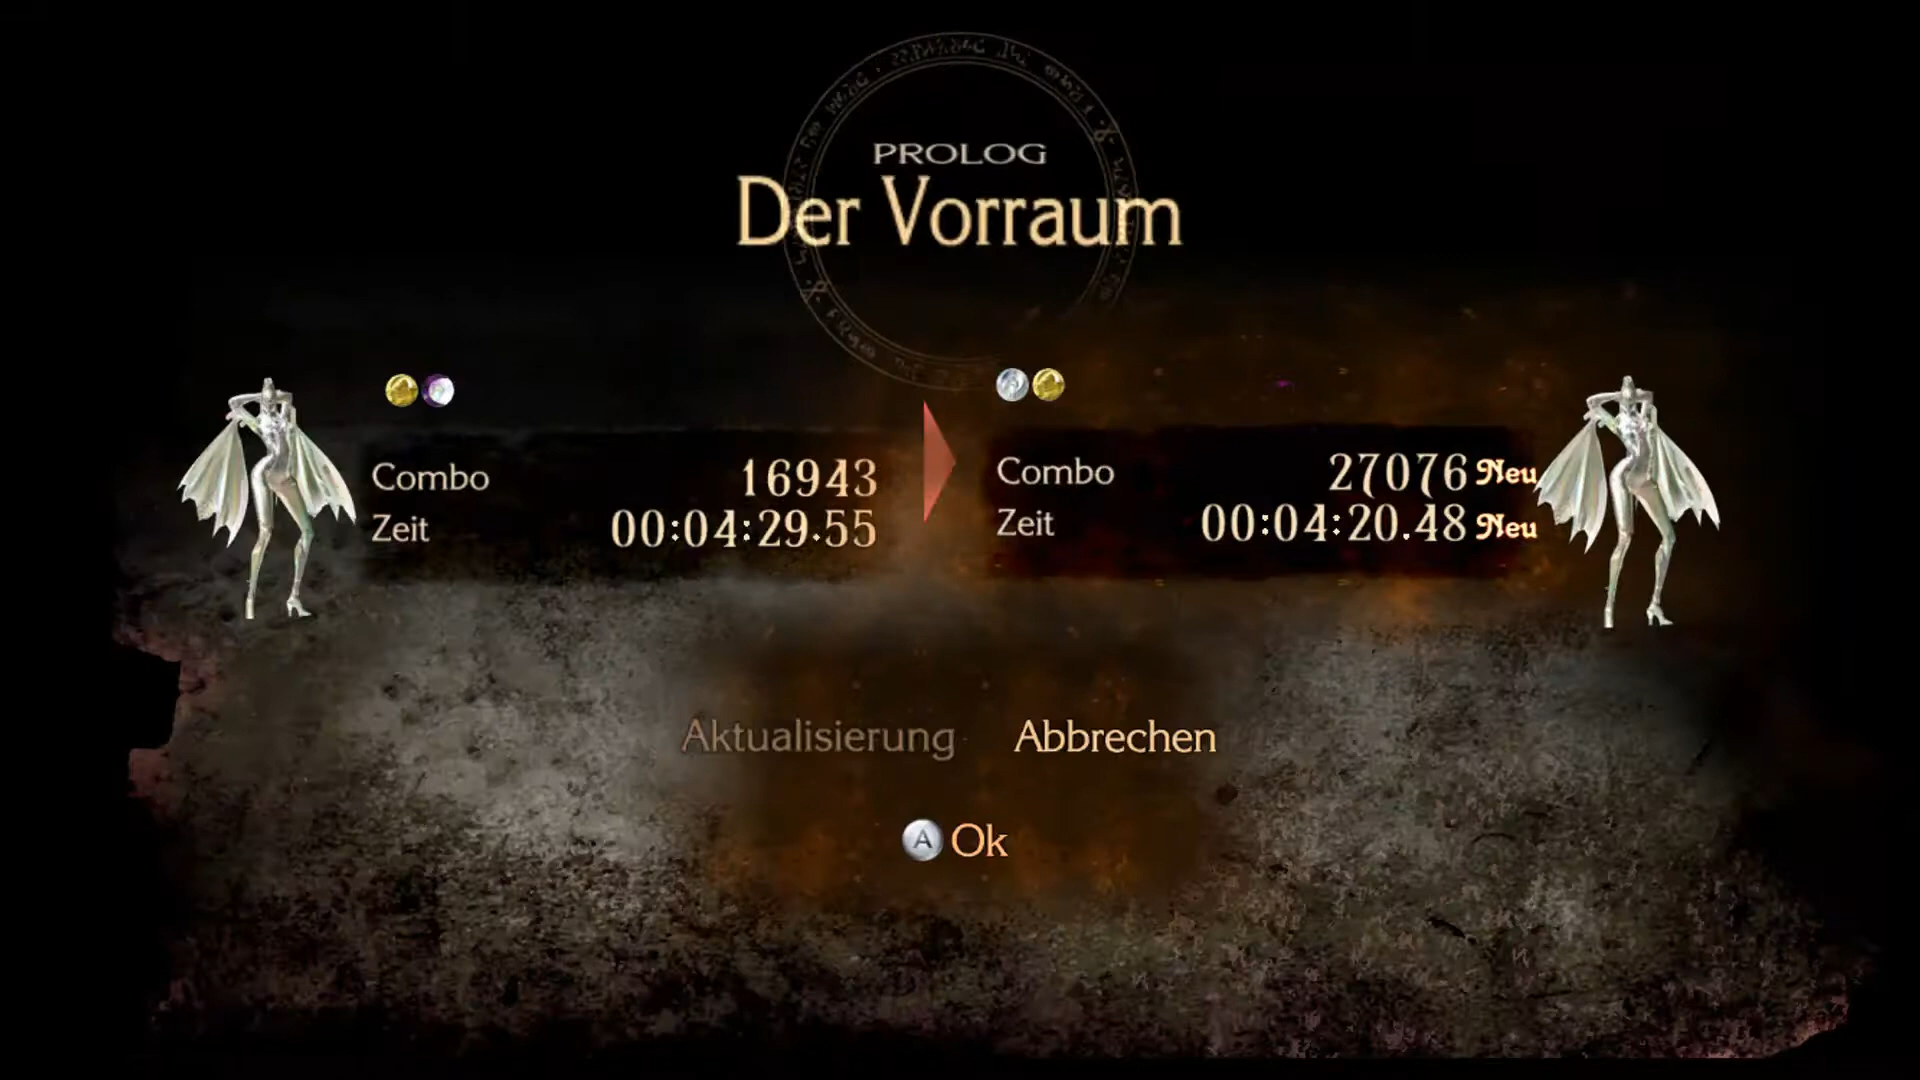 PROLOG
Der Vorraum
Combo 16943
Zeit 00:04:29.55
Combo 27076 Neu
Zeit 00:04:20.48 Neu
Aktualisierung Abbrechen
A Ok